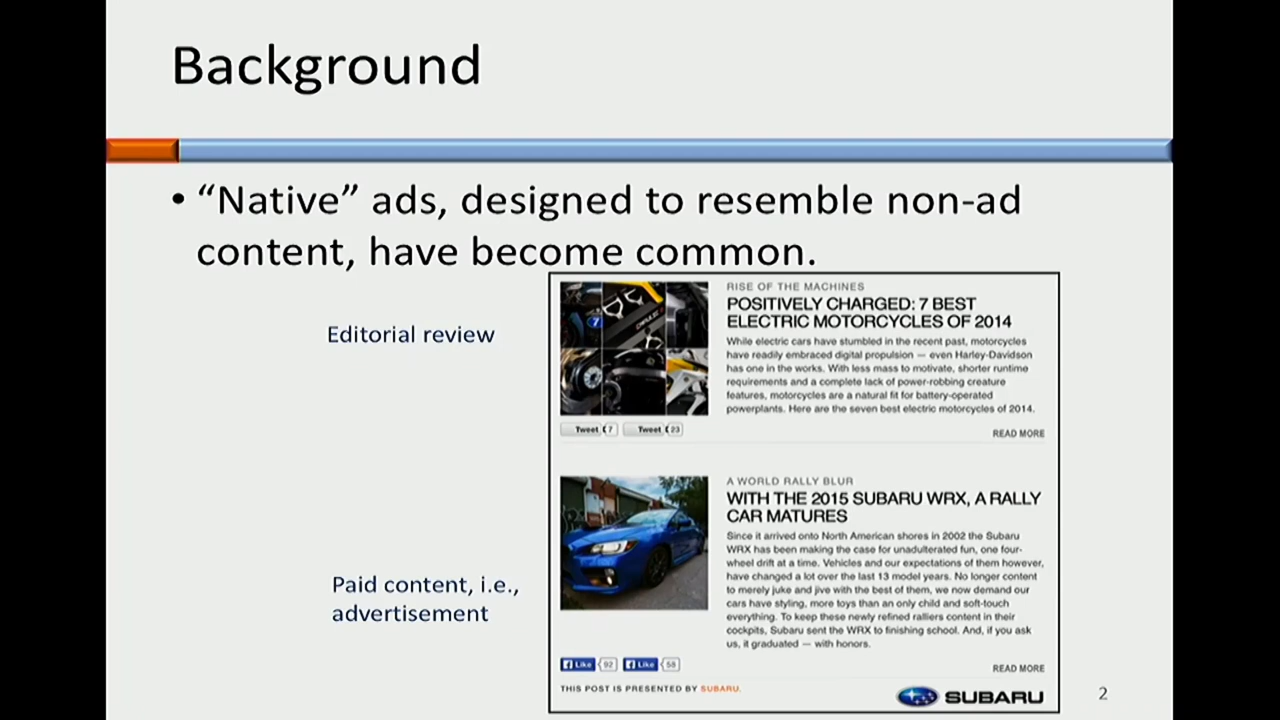 Background
• “Native” ads, designed to resemble non-ad
content, have become common.
Editorial review
RISE OF THE MACHINES
POSITIVELY CHARGED: 7 BEST
ELECTRIC MOTORCYCLES OF 2014
While electric cars have stumbled in the recent past, motorcycles
have readily embraced digital propulsion — even Harley-Davidson
has one in the works. With less mass to motivate, shorter runtime
requirements and a complete lack of power-robbing creature
features, motorcycles are a natural fit for battery-operated
powerplants. Here are the seven best electric motorcycles of 2014.
Tweet 7 Tweet 23
READ MORE
Paid content, i.e.,
advertisement
A WORLD RALLY BLUR
WITH THE 2015 SUBARU WRX, A RALLY
CAR MATURES
Since it arrived onto North American shores in 2002 the Subaru
WRX has been making the case for unadulterated fun, one four-
wheel drift at a time. Vehicles and our expectations of them however,
have changed a lot over the last 13 model years. No longer content
to merely juke and jive with the best of them, we now demand our
cars have styling, more toys than an only child and soft-touch
everything. To keep these newly refined ralliers content in their
cockpits, Subaru sent the WRX to finishing school. And, if you ask
us, it graduated — with honors.
Like 92 Like 58
READ MORE
THIS POST IS PRESENTED BY SUBARU.
SUBARU
2